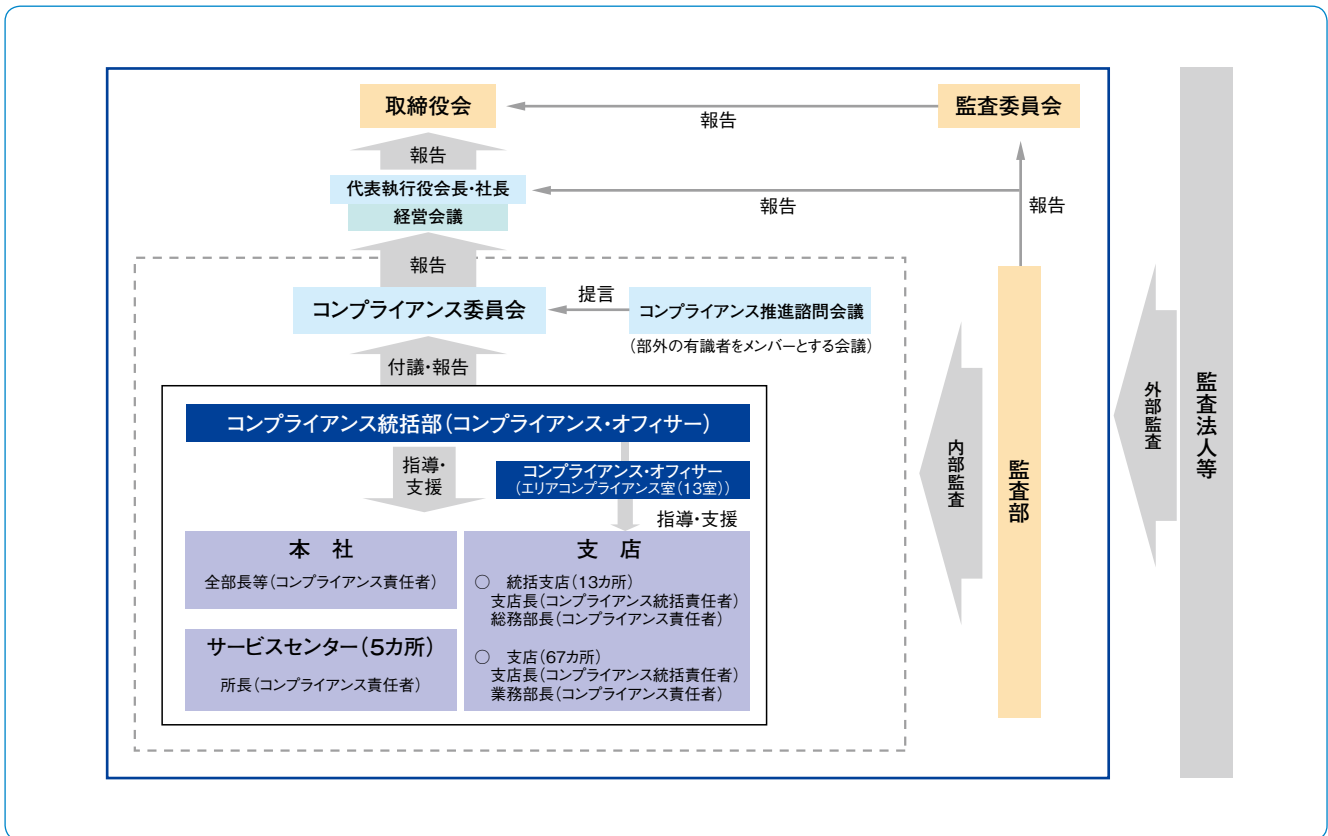 取締役会
監査委員会
報告
報告
代表執行役会長・社長
経営会議
報告
報告
報告
コンプライアンス委員会
提言
コンプライアンス推進諮問会議
(部外の有識者をメンバーとする会議)
付議・報告
コンプライアンス統括部(コンプライアンス・オフィサー)
指導・
支援
コンプライアンス・オフィサー
(エリアコンプライアンス室(13室))
指導・支援
本 社
全部長等(コンプライアンス責任者)
サービスセンター(5カ所)
所長(コンプライアンス責任者)
支 店
○ 統括支店(13カ所)
支店長(コンプライアンス統括責任者)
総務部長(コンプライアンス責任者)
○ 支店(67カ所)
支店長(コンプライアンス統括責任者)
業務部長(コンプライアンス責任者)
内部監査
監査部
外部監査
監査法人等